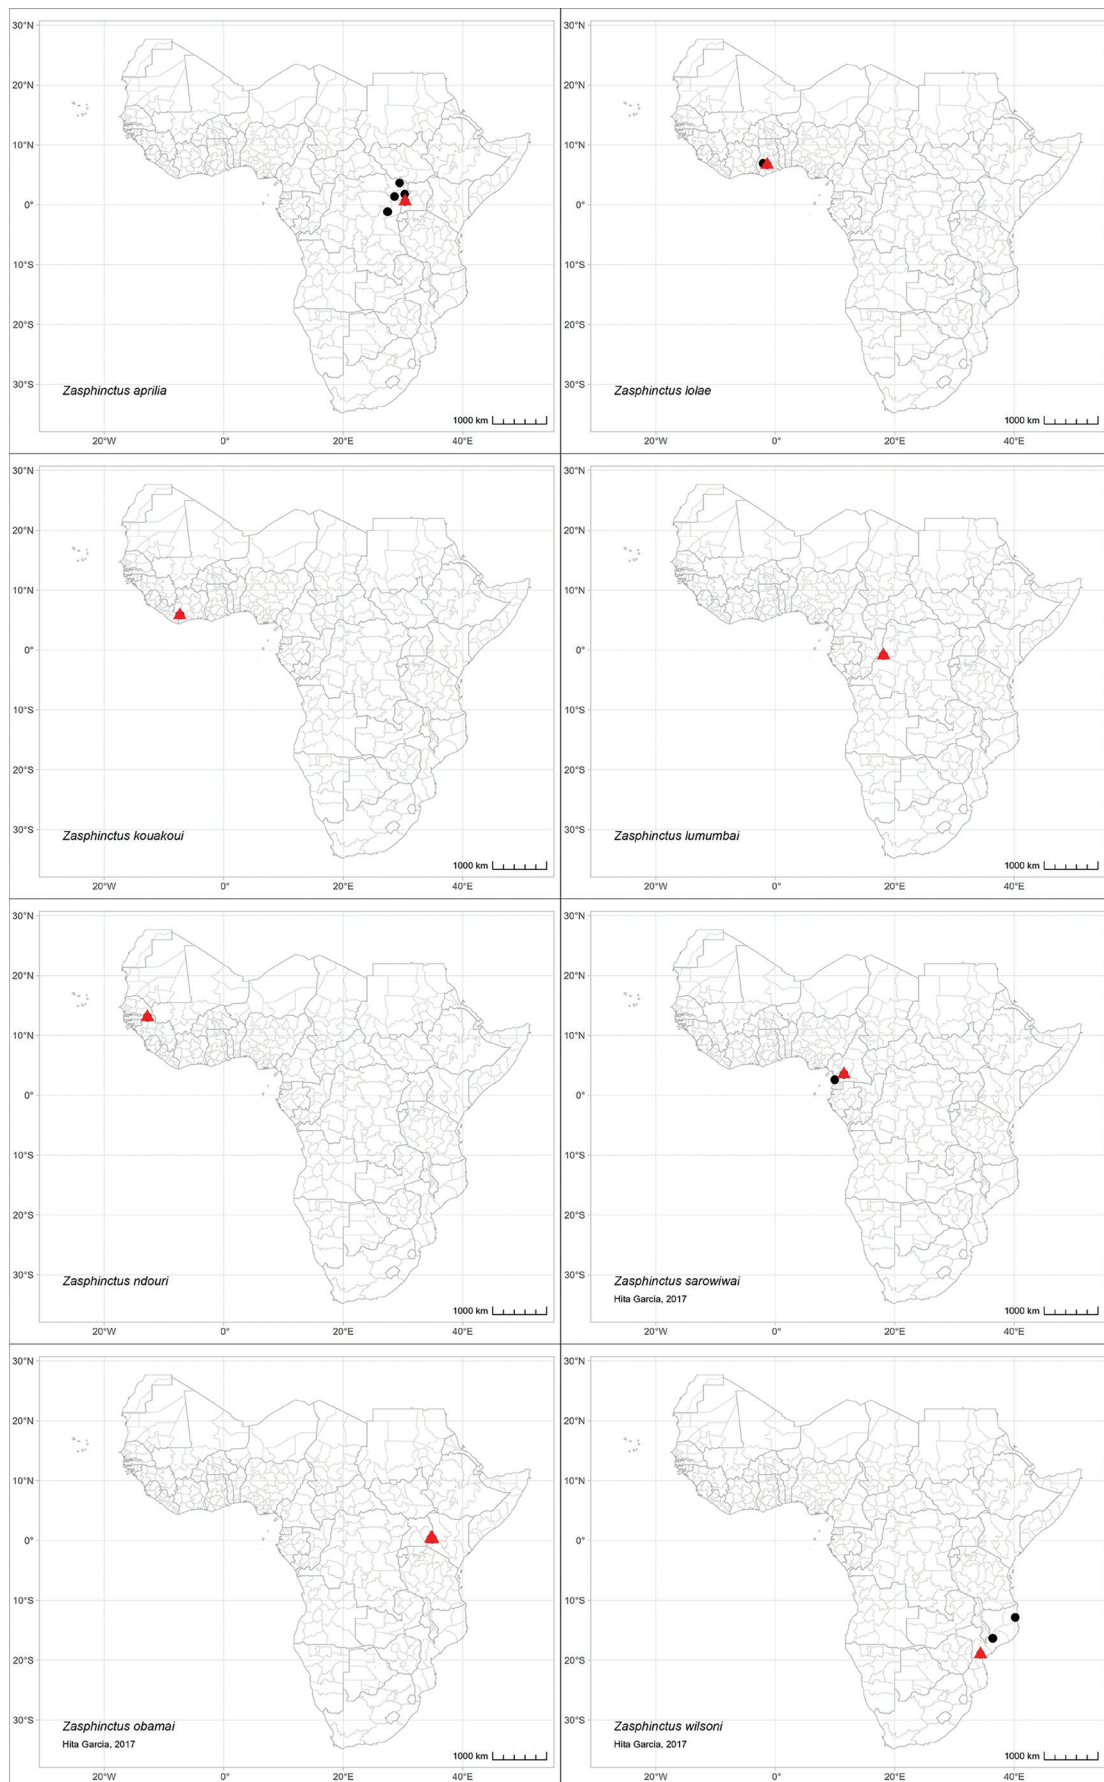 30°N
20°N
10°N
0°
10°S
20°S
30°S
Zasphinctus aprilia
1000 km
20°W
0°
20°E
40°E
30°N
20°N
10°N
0°
10°S
20°S
30°S
Zasphinctus lolae
1000 km
20°W
0°
20°E
40°E
30°N
20°N
10°N
0°
10°S
20°S
30°S
Zasphinctus kouakoui
1000 km
20°W
0°
20°E
40°E
30°N
20°N
10°N
0°
10°S
20°S
30°S
Zasphinctus lumumbai
1000 km
20°W
0°
20°E
40°E
30°N
20°N
10°N
0°
10°S
20°S
30°S
Zasphinctus ndouri
1000 km
20°W
0°
20°E
40°E
30°N
20°N
10°N
0°
10°S
20°S
30°S
Zasphinctus sarowiwai
Hita Garcia, 2017
1000 km
20°W
0°
20°E
40°E
30°N
20°N
10°N
0°
10°S
20°S
30°S
Zasphinctus obamai
Hita Garcia, 2017
1000 km
20°W
0°
20°E
40°E
30°N
20°N
10°N
0°
10°S
20°S
30°S
Zasphinctus wilsoni
Hita Garcia, 2017
1000 km
20°W
0°
20°E
40°E